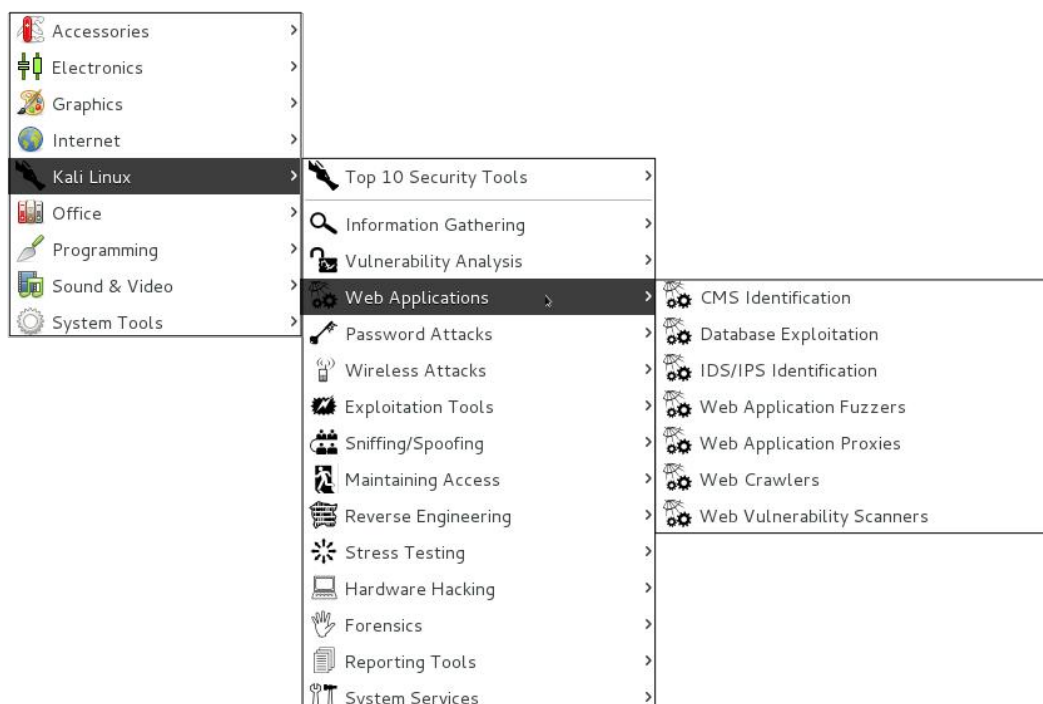 Accessories
Electronics
Graphics
Internet
Kali Linux
Office
Programming
Sound & Video
System Tools
Top 10 Security Tools
Information Gathering
Vulnerability Analysis
Web Applications
Password Attacks
Wireless Attacks
Exploitation Tools
Sniffing/Spoofing
Maintaining Access
Reverse Engineering
Stress Testing
Hardware Hacking
Forensics
Reporting Tools
System Services
CMS Identification
Database Exploitation
IDS/IPS Identification
Web Application Fuzzers
Web Application Proxies
Web Crawlers
Web Vulnerability Scanners